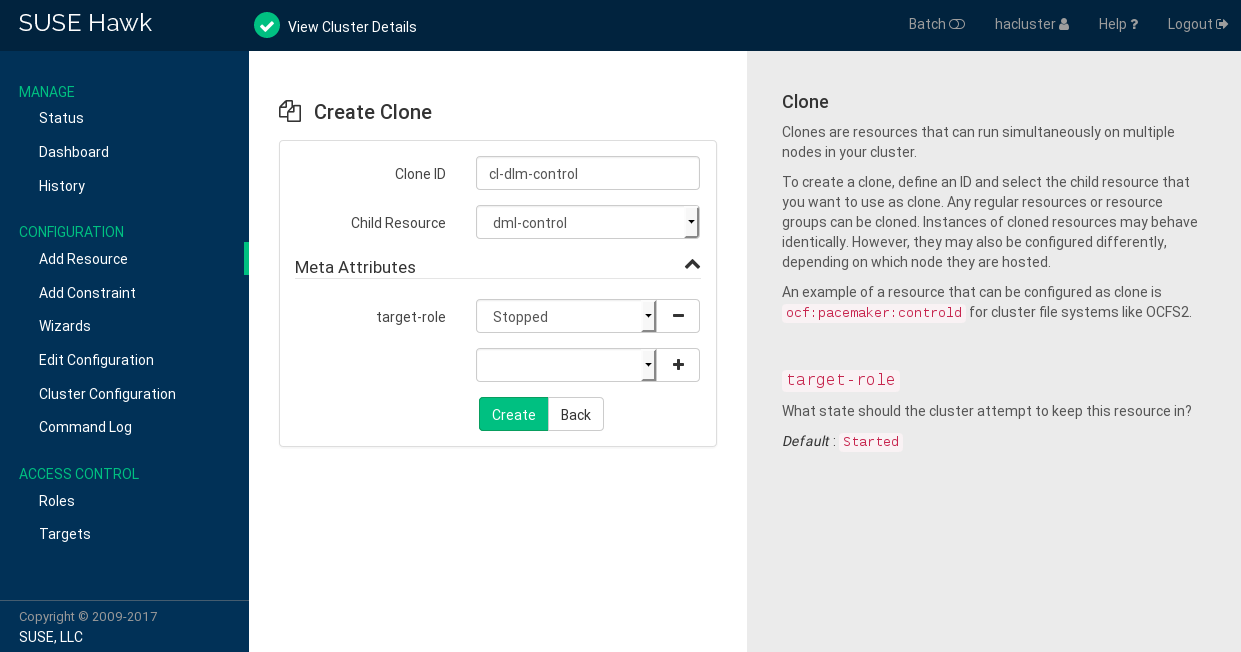 SUSE Hawk
View Cluster Details
Batch
hacluster
Help ?
Logout
MANAGE
Status
Dashboard
History
CONFIGURATION
Add Resource
Add Constraint
Wizards
Edit Configuration
Cluster Configuration
Command Log
ACCESS CONTROL
Roles
Targets
Copyright © 2009-2017
SUSE, LLC
Create Clone
Clone ID
cl-dlm-control
Child Resource
dml-control
Meta Attributes
target-role
Stopped
Create
Back
Clone
Clones are resources that can run simultaneously on multiple
nodes in your cluster.
To create a clone, define an ID and select the child resource that
you want to use as clone. Any regular resources or resource
groups can be cloned. Instances of cloned resources may behave
identically. However, they may also be configured differently,
depending on which node they are hosted.
An example of a resource that can be configured as clone is
ocf:pacemaker:controld for cluster file systems like OCFS2.
target-role
What state should the cluster attempt to keep this resource in?
Default : Started